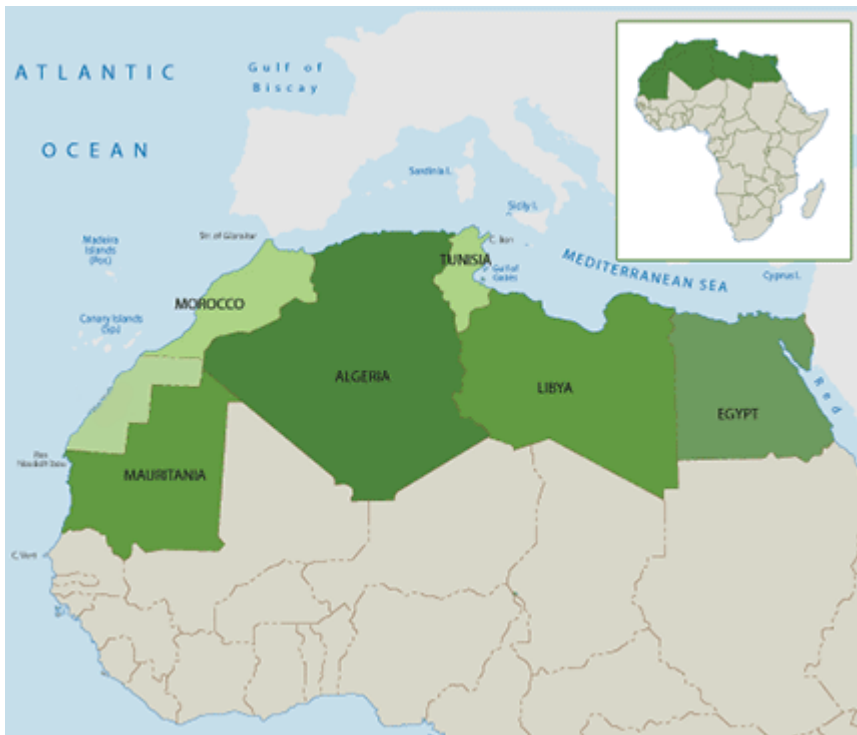 ATLANTIC
OCEAN
Gulf of
Biscay
Sardinia I.
Sicily I.
Str. of Gibraltar
C. Bon
Madeira
Islands
(Por.)
TUNISIA
Gulf of
Gabes
MEDITERRANEAN SEA
Cyprus I.
MOROCCO
Canary Islands
(Sp.)
ALGERIA
LIBYA
EGYPT
Red
MAURITANIA
C. Vert